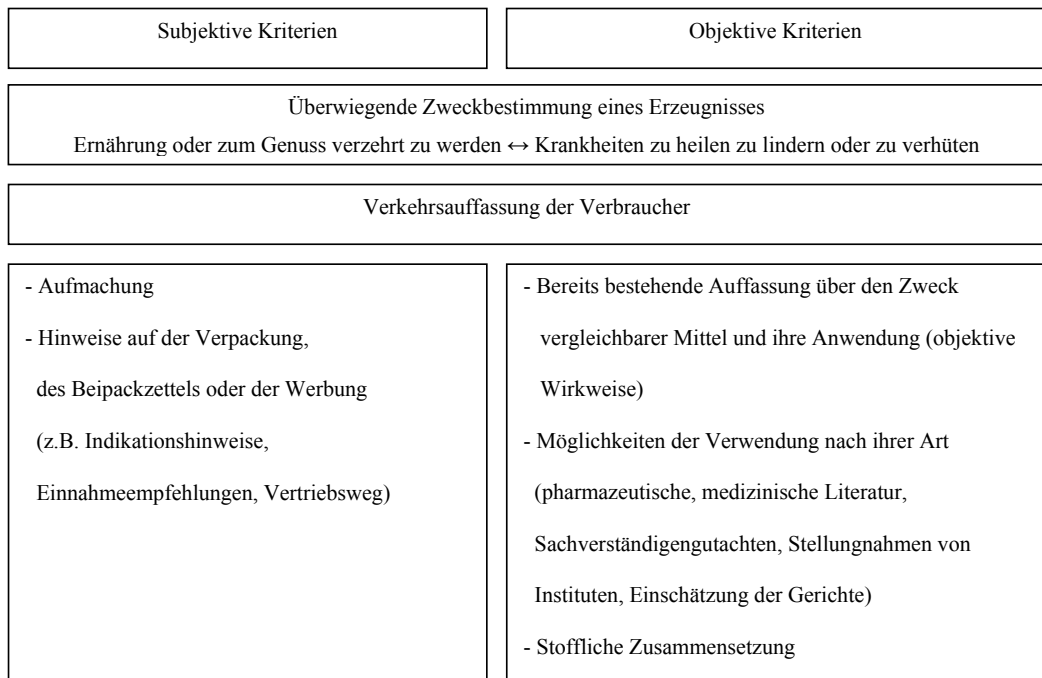 Subjektive Kriterien
Objektive Kriterien
Überwiegende Zweckbestimmung eines Erzeugnisses
Ernährung oder zum Genuss verzehrt zu werden ↔ Krankheiten zu heilen zu lindern oder zu verhüten
Verkehrsauffassung der Verbraucher
- Aufmachung
- Hinweise auf der Verpackung,
des Beipackzettels oder der Werbung
(z.B. Indikationshinweise,
Einnahmeempfehlungen, Vertriebsweg)
- Bereits bestehende Auffassung über den Zweck
vergleichbarer Mittel und ihre Anwendung (objektive
Wirkweise)
- Möglichkeiten der Verwendung nach ihrer Art
(pharmazeutische, medizinische Literatur,
Sachverständigengutachten, Stellungnahmen von
Instituten, Einschätzung der Gerichte)
- Stoffliche Zusammensetzung